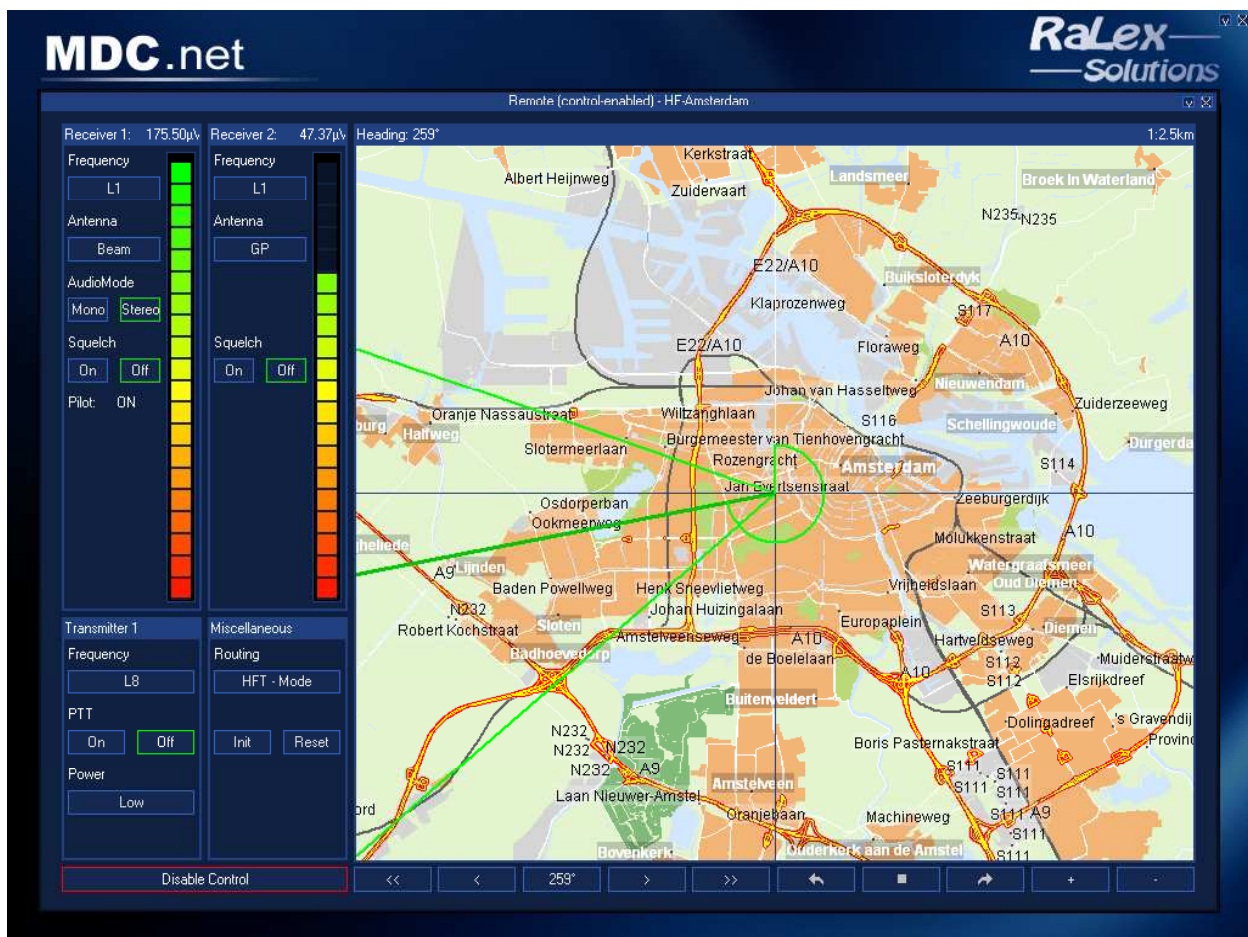 MDC.net
RaLex
Solutions
Remote (control-enabled) - HF-Amsterdam
Receiver 1: 175.50µV
Frequency
L1
Antenna
Beam
AudioMode
Mono Stereo
Squelch
On Off
Pilot: ON
Receiver 2: 47.37µV
Frequency
L1
Antenna
GP
Squelch
On Off
Transmitter 1
Frequency
L8
PTT
On Off
Power
Low
Miscellaneous
Routing
HFT - Mode
Init Reset
Disable Control
Heading: 259° 1:2.5km
Kerkstraat
Albert Heijnweg
Zuidervaart
Landsmeer
Broek In Waterland
N235 N235
E22/A10
Buiksloterdyk
Klaprozenweg
S117
E22/A10
Floraweg
A10
Johan van Hasseltweg
Nieuwendam
Zuiderzeeweg
Oranje Nassaustraat
Wiltzanghlaan
S116
Schellingwoude
burg
Halfweg
Burgemeester van Tienhovengracht
Durgerda
Slotermeerlaan
Rozengracht
Amsterdam
S114
Jan Evertsenstraat
Osdorperban
Zeeburgerdijk
Ookmeerweg
Molukkenstraat
A10
gheliede
A9
Lijnden
Watergraafsmeer
Baden Powellweg
Henk Sneevlietweg
Vrijheidslaan
Oud Diemen
N232
Johan Huizingalaan
S113
Robert Kochstraat
Sloten
Europaplein
Diemen
Amstelveenseweg
A10
Hartveldseweg
Badhoevedorp
de Boelelaan
S112
Muiderstraatw
A10
S112
Elsrijkdreef
Buitenveldert
Dolingadreef
's Gravendij
N232
Boris Pasternakstraat
Provinc
N232
N232
N232
A9
S111
S111
Amstelveen
S111
S111
Laan Nieuwer-Amstel
ord
Oranjebaan
Machineweg
S111
A9
S111
Bovenkerk
Ouderkerk aan de Amstel
S111
<< < 259° > >> + -